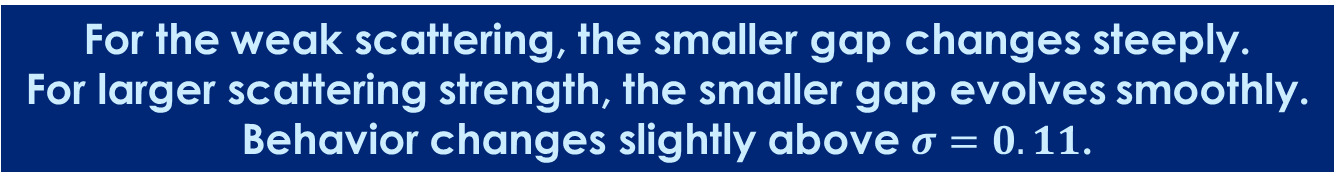 For the weak scattering, the smaller gap changes steeply.
For larger scattering strength, the smaller gap evolves smoothly.
Behavior changes slightly above σ = 0.11.